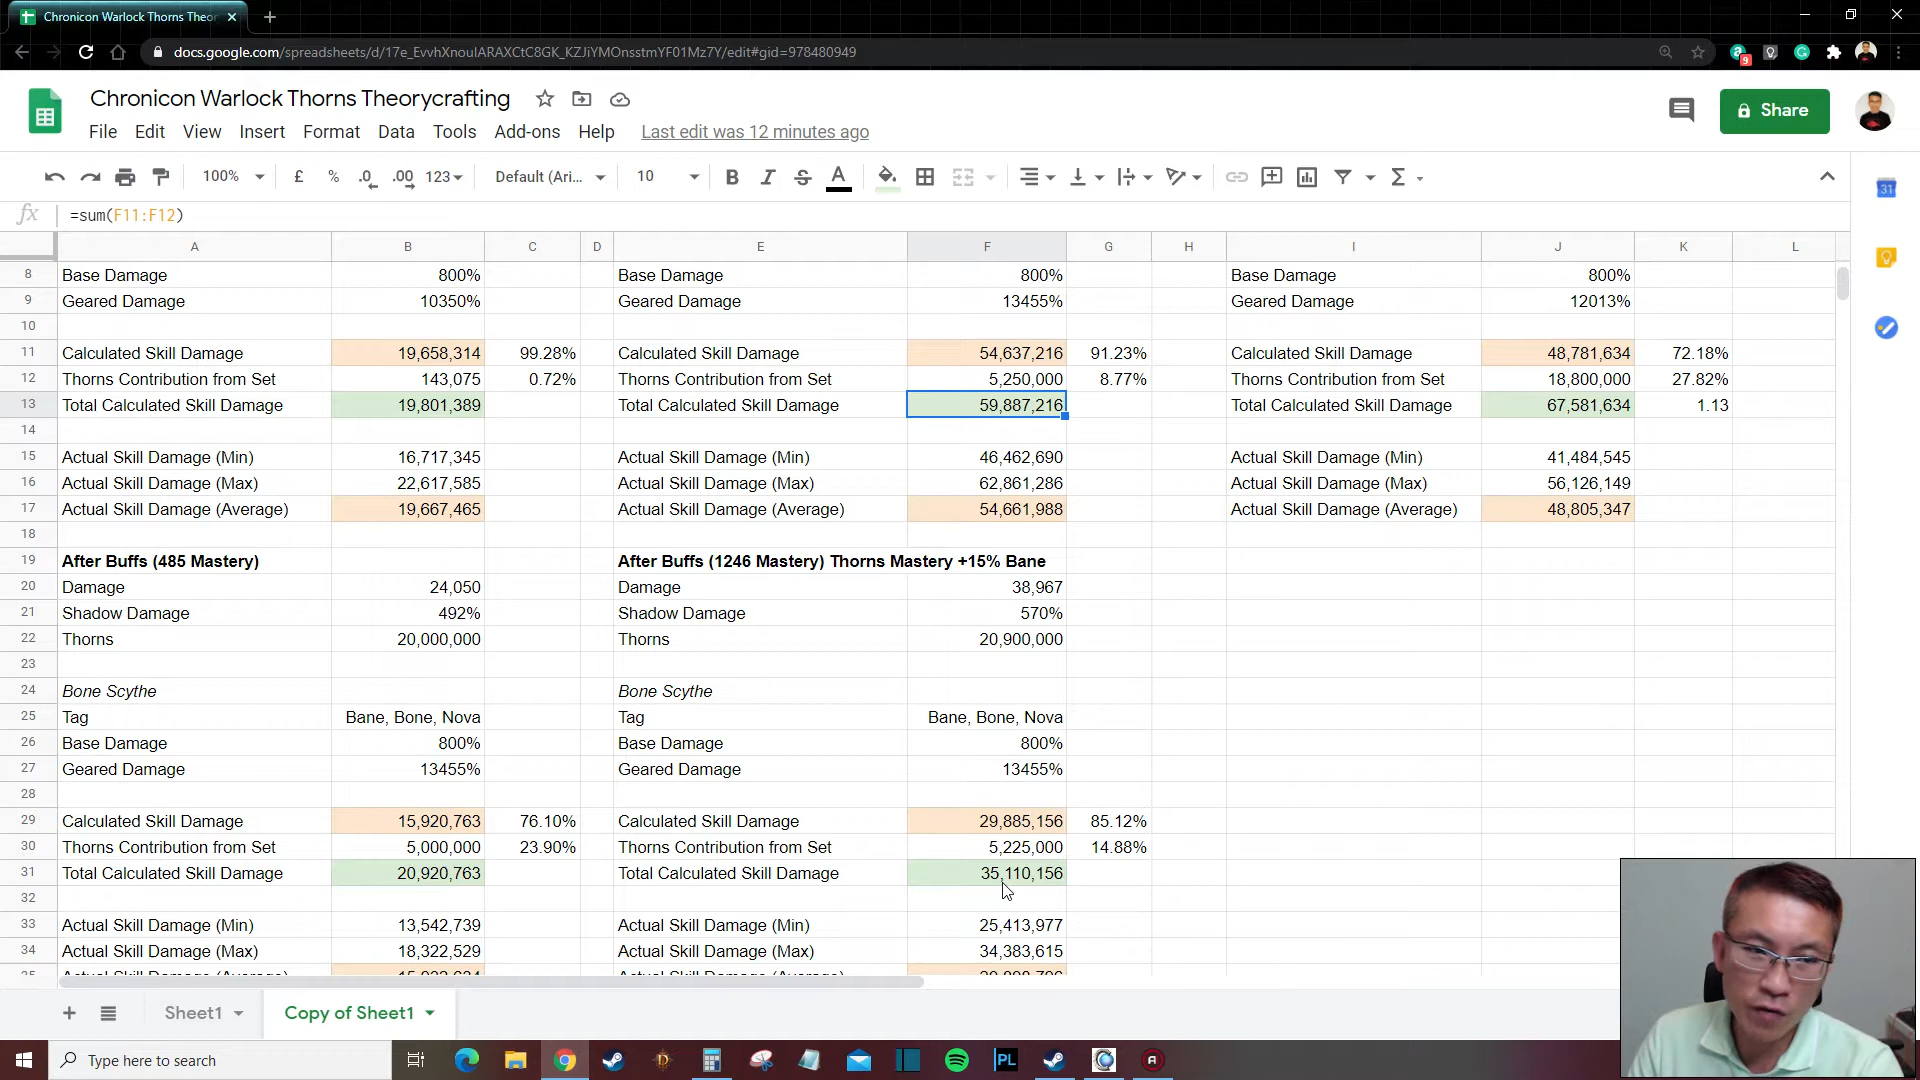 Chronicon Warlock Thorns Theor
docs.google.com/spreadsheets/d/17e_EvvhXnoulARAXCtC8GK_KZJiYMOnsstmYF01Mz7Y/edit#gid=978480949
9
Chronicon Warlock Thorns Theorycrafting
Share
File Edit View Insert Format Data Tools Add-ons Help Last edit was 12 minutes ago
100% £ % .0 .00 123 Default (Ari... 10 B I S A
31
fx =sum(F11:F12)
A B C D E F G H I J K L
8 Base Damage 800% Base Damage 800% Base Damage 800%
9 Geared Damage 10350% Geared Damage 13455% Geared Damage 12013%
10
11 Calculated Skill Damage 19,658,314 99.28% Calculated Skill Damage 54,637,216 91.23% Calculated Skill Damage 48,781,634 72.18%
12 Thorns Contribution from Set 143,075 0.72% Thorns Contribution from Set 5,250,000 8.77% Thorns Contribution from Set 18,800,000 27.82%
13 Total Calculated Skill Damage 19,801,389 Total Calculated Skill Damage 59,887,216 Total Calculated Skill Damage 67,581,634 1.13
14
15 Actual Skill Damage (Min) 16,717,345 Actual Skill Damage (Min) 46,462,690 Actual Skill Damage (Min) 41,484,545
16 Actual Skill Damage (Max) 22,617,585 Actual Skill Damage (Max) 62,861,286 Actual Skill Damage (Max) 56,126,149
17 Actual Skill Damage (Average) 19,667,465 Actual Skill Damage (Average) 54,661,988 Actual Skill Damage (Average) 48,805,347
18
19 After Buffs (485 Mastery) After Buffs (1246 Mastery) Thorns Mastery +15% Bane
20 Damage 24,050 Damage 38,967
21 Shadow Damage 492% Shadow Damage 570%
22 Thorns 20,000,000 Thorns 20,900,000
23
24 Bone Scythe Bone Scythe
25 Tag Bane, Bone, Nova Tag Bane, Bone, Nova
26 Base Damage 800% Base Damage 800%
27 Geared Damage 13455% Geared Damage 13455%
28
29 Calculated Skill Damage 15,920,763 76.10% Calculated Skill Damage 29,885,156 85.12%
30 Thorns Contribution from Set 5,000,000 23.90% Thorns Contribution from Set 5,225,000 14.88%
31 Total Calculated Skill Damage 20,920,763 Total Calculated Skill Damage 35,110,156
32
33 Actual Skill Damage (Min) 13,542,739 Actual Skill Damage (Min) 25,413,977
34 Actual Skill Damage (Max) 18,322,529 Actual Skill Damage (Max) 34,383,615
Sheet1 Copy of Sheet1
Type here to search
PL